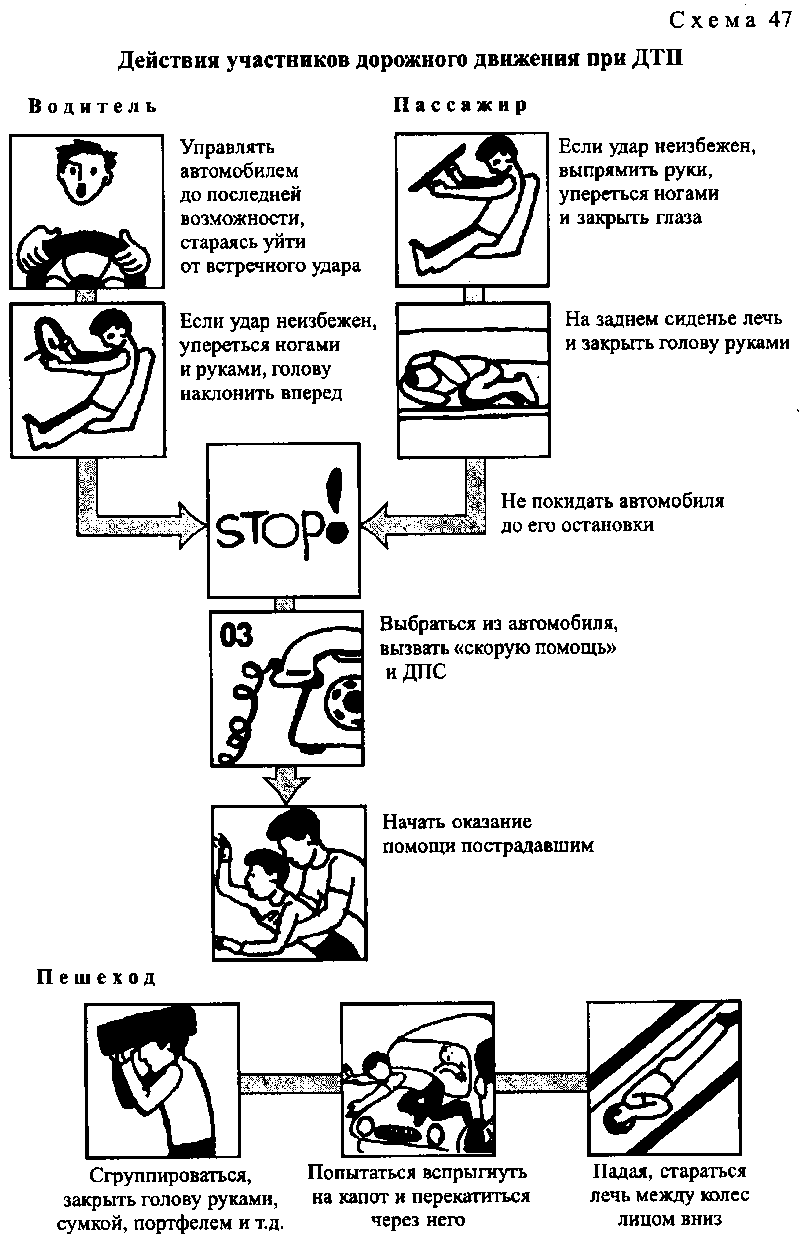 Схема 47
Действия участников дорожного движения при ДТП
Водитель
Управлять
автомобилем
до последней
возможности,
стараясь уйти
от встречного удара
Если удар неизбежен,
упереться ногами
и руками, голову
наклонить вперед
Пассажир
Если удар неизбежен,
выпрямить руки,
упереться ногами
и закрыть глаза
На заднем сиденье лечь
и закрыть голову руками
STOP!
Не покидать автомобиля
до его остановки
03
Выбраться из автомобиля,
вызвать «скорую помощь»
и ДПС
Начать оказание
помощи пострадавшим
Пешеход
Сгруппироваться,
закрыть голову руками,
сумкой, портфелем и т.д.
Попытаться вспрыгнуть
на капот и перекатиться
через него
Падая, стараться
лечь между колес
лицом вниз